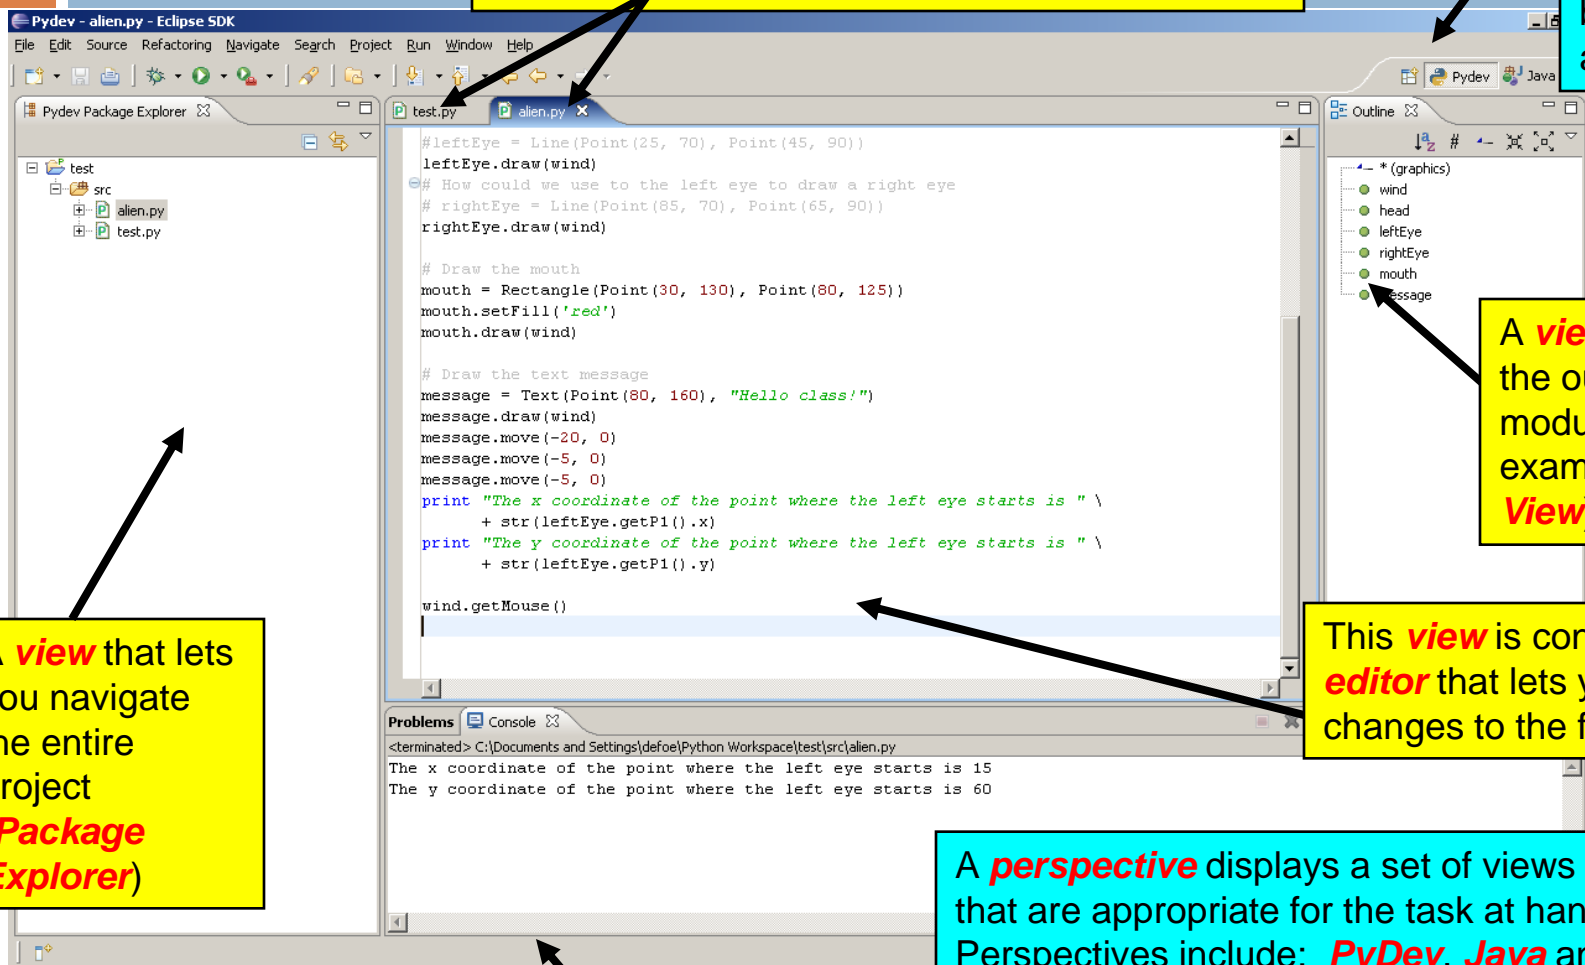 Pydev - alien.py - Eclipse SDK
File Edit Source Refactoring Navigate Search Project Run Window Help
Pydev Java
Pydev Package Explorer
test
src
alien.py
test.py
test.py alien.py
#leftEye = Line(Point(25, 70), Point(45, 90))
leftEye.draw(wind)
# How could we use to the left eye to draw a right eye
# rightEye = Line(Point(85, 70), Point(65, 90))
rightEye.draw(wind)
# Draw the mouth
mouth = Rectangle(Point(30, 130), Point(80, 125))
mouth.setFill('red')
mouth.draw(wind)
# Draw the text message
message = Text(Point(80, 160), "Hello class!")
message.draw(wind)
message.move(-20, 0)
message.move(-5, 0)
message.move(-5, 0)
print "The x coordinate of the point where the left eye starts is " \
+ str(leftEye.getP1().x)
print "The y coordinate of the point where the left eye starts is " \
+ str(leftEye.getP1().y)
wind.getMouse()
Outline
* (graphics)
wind
head
leftEye
rightEye
mouth
essage
A vie
the ou
modu
exam
View
This view is con
editor that lets y
changes to the f
view that lets
ou navigate
he entire
roject
Package
Explorer)
Problems Console
<terminated> C:\Documents and Settings\defoe\Python Workspace\test\src\alien.py
The x coordinate of the point where the left eye starts is 15
The y coordinate of the point where the left eye starts is 60
A perspective displays a set of views
that are appropriate for the task at han
Perspectives include: PyDev, Java an